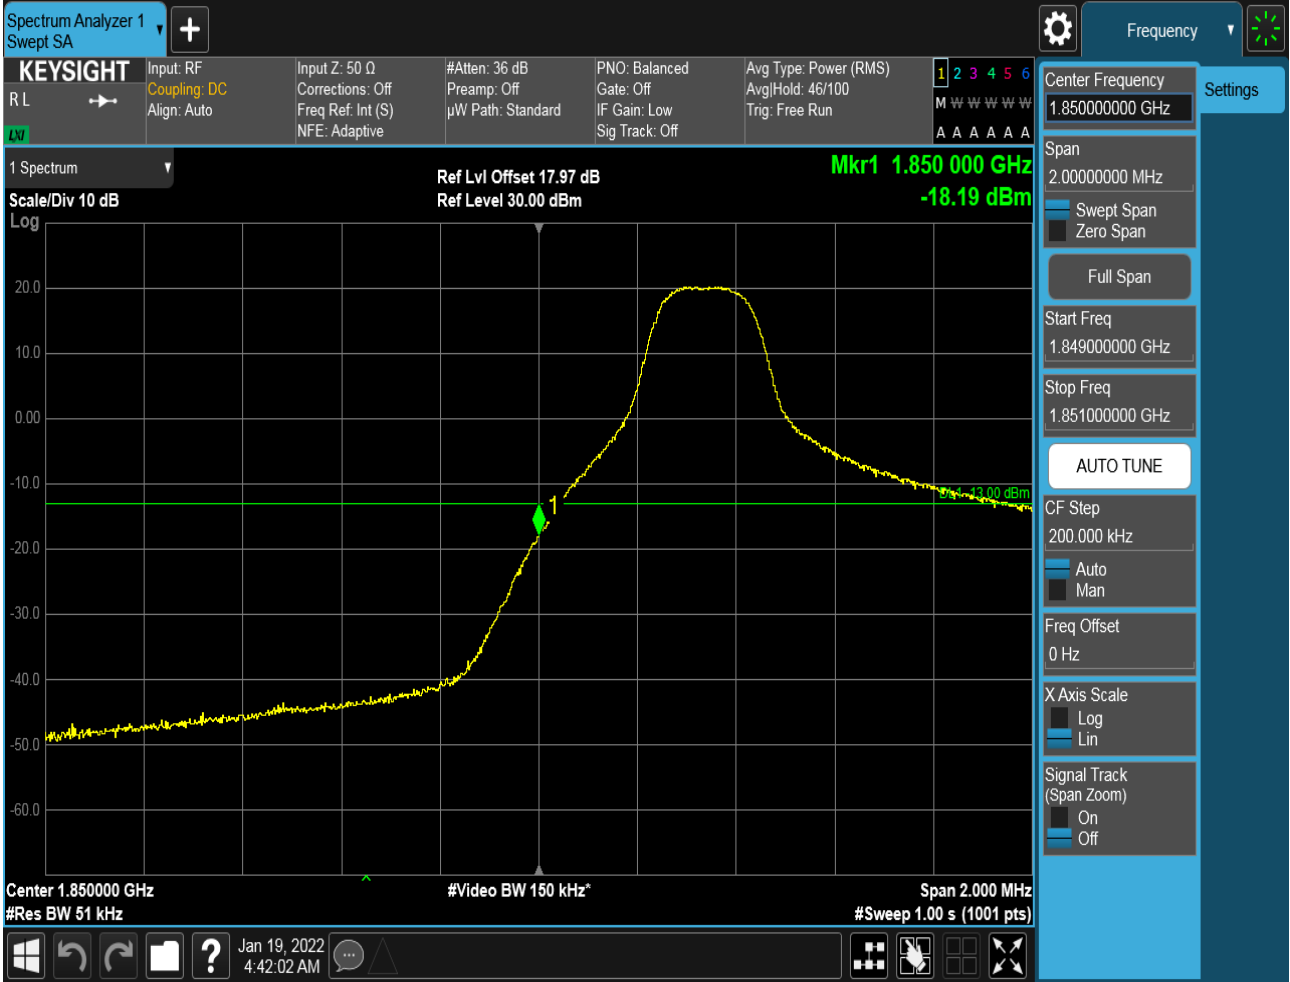 Spectrum Analyzer 1
Swept SA
Frequency
KEYSIGHT
R L
LXI
Input: RF
Coupling: DC
Align: Auto
Input Z: 50 Ω
Corrections: Off
Freq Ref: Int (S)
NFE: Adaptive
#Atten: 36 dB
Preamp: Off
µW Path: Standard
PNO: Balanced
Gate: Off
IF Gain: Low
Sig Track: Off
Avg Type: Power (RMS)
Avg|Hold: 46/100
Trig: Free Run
1 2 3 4 5 6
M W W W W W
A A A A A A
1 Spectrum
Scale/Div 10 dB
Log
Ref Lvl Offset 17.97 dB
Ref Level 30.00 dBm
Mkr1 1.850 000 GHz
-18.19 dBm
20.0
10.0
0.00
-10.0
-20.0
-30.0
-40.0
-50.0
-60.0
1
DL1 -13.00 dBm
Center 1.850000 GHz
#Res BW 51 kHz
#Video BW 150 kHz*
Span 2.000 MHz
#Sweep 1.00 s (1001 pts)
Center Frequency
1.850000000 GHz
Settings
Span
2.00000000 MHz
Swept Span
Zero Span
Full Span
Start Freq
1.849000000 GHz
Stop Freq
1.851000000 GHz
AUTO TUNE
CF Step
200.000 kHz
Auto
Man
Freq Offset
0 Hz
X Axis Scale
Log
Lin
Signal Track
(Span Zoom)
On
Off
?
Jan 19, 2022
4:42:02 AM